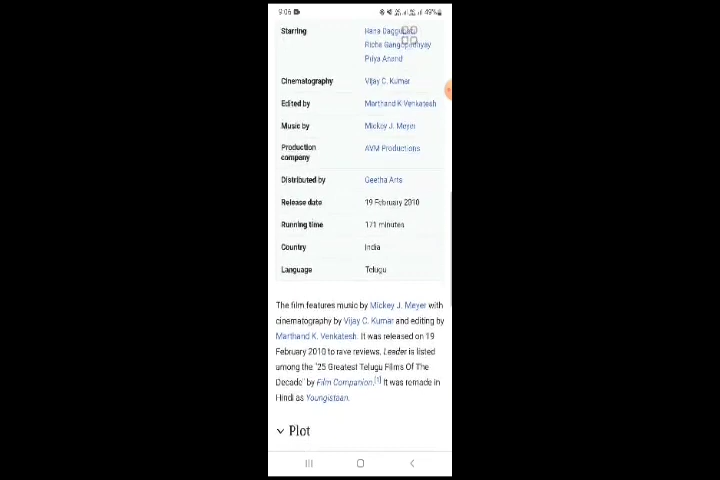 9:06
49%
Starring
Rana Daggubati
Richa Gangopadhyay
Priya Anand
Cinematography Vijay C. Kumar
Edited by Marthand K Venkatesh
Music by Mickey J. Meyer
Production AVM Productions
company
Distributed by Geetha Arts
Release date 19 February 2010
Running time 171 minutes
Country India
Language Telugu
The film features music by Mickey J. Meyer with
cinematography by Vijay C. Kumar and editing by
Marthand K. Venkatesh. It was released on 19
February 2010 to rave reviews. Leader is listed
among the "25 Greatest Telugu Films Of The
Decade" by Film Companion.[1] It was remade in
Hindi as Youngistaan.
Plot